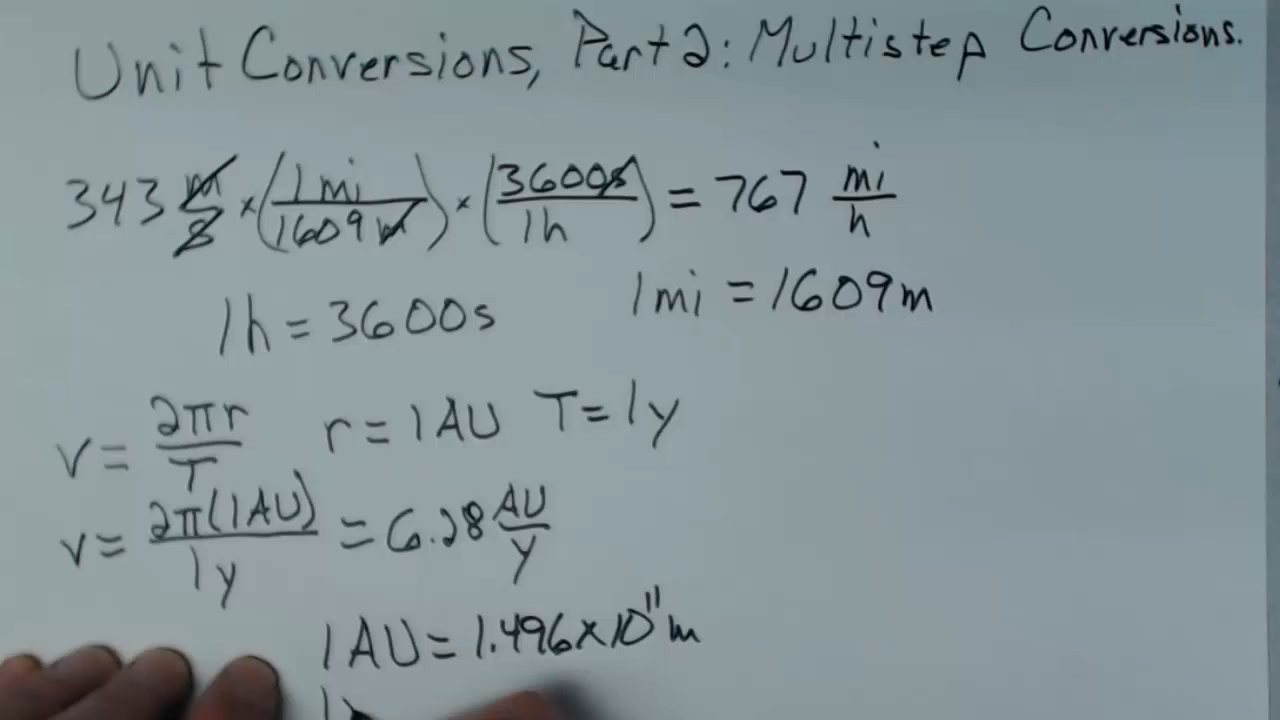 Unit Conversions, Part 2: Multistep Conversions.
343 m/s × (1 mi / 1609 m) × (3600 s / 1 h) = 767 mi/h
1 h = 3600 s 1 mi = 1609 m
v = 2πr / T r = 1 AU T = 1 y
v = 2π(1 AU) / 1 y = 6.28 AU/y
1 AU = 1.496 × 10¹¹ m